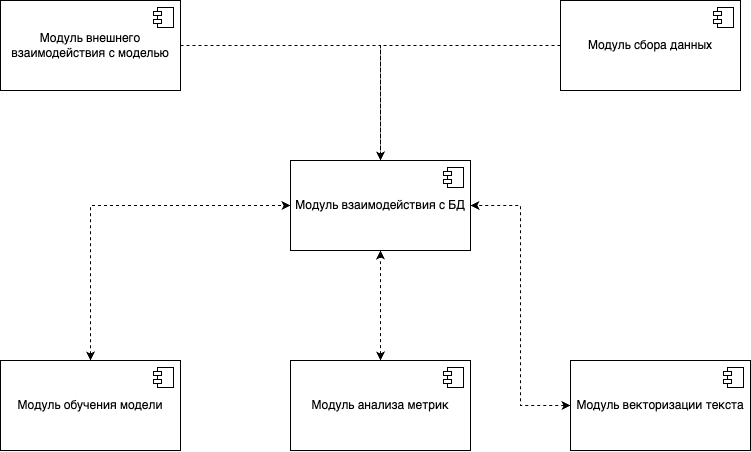 Модуль внешнего
взаимодействия с моделью
Модуль сбора данных
Модуль взаимодействия с БД
Модуль обучения модели
Модуль анализа метрик
Модуль векторизации текста